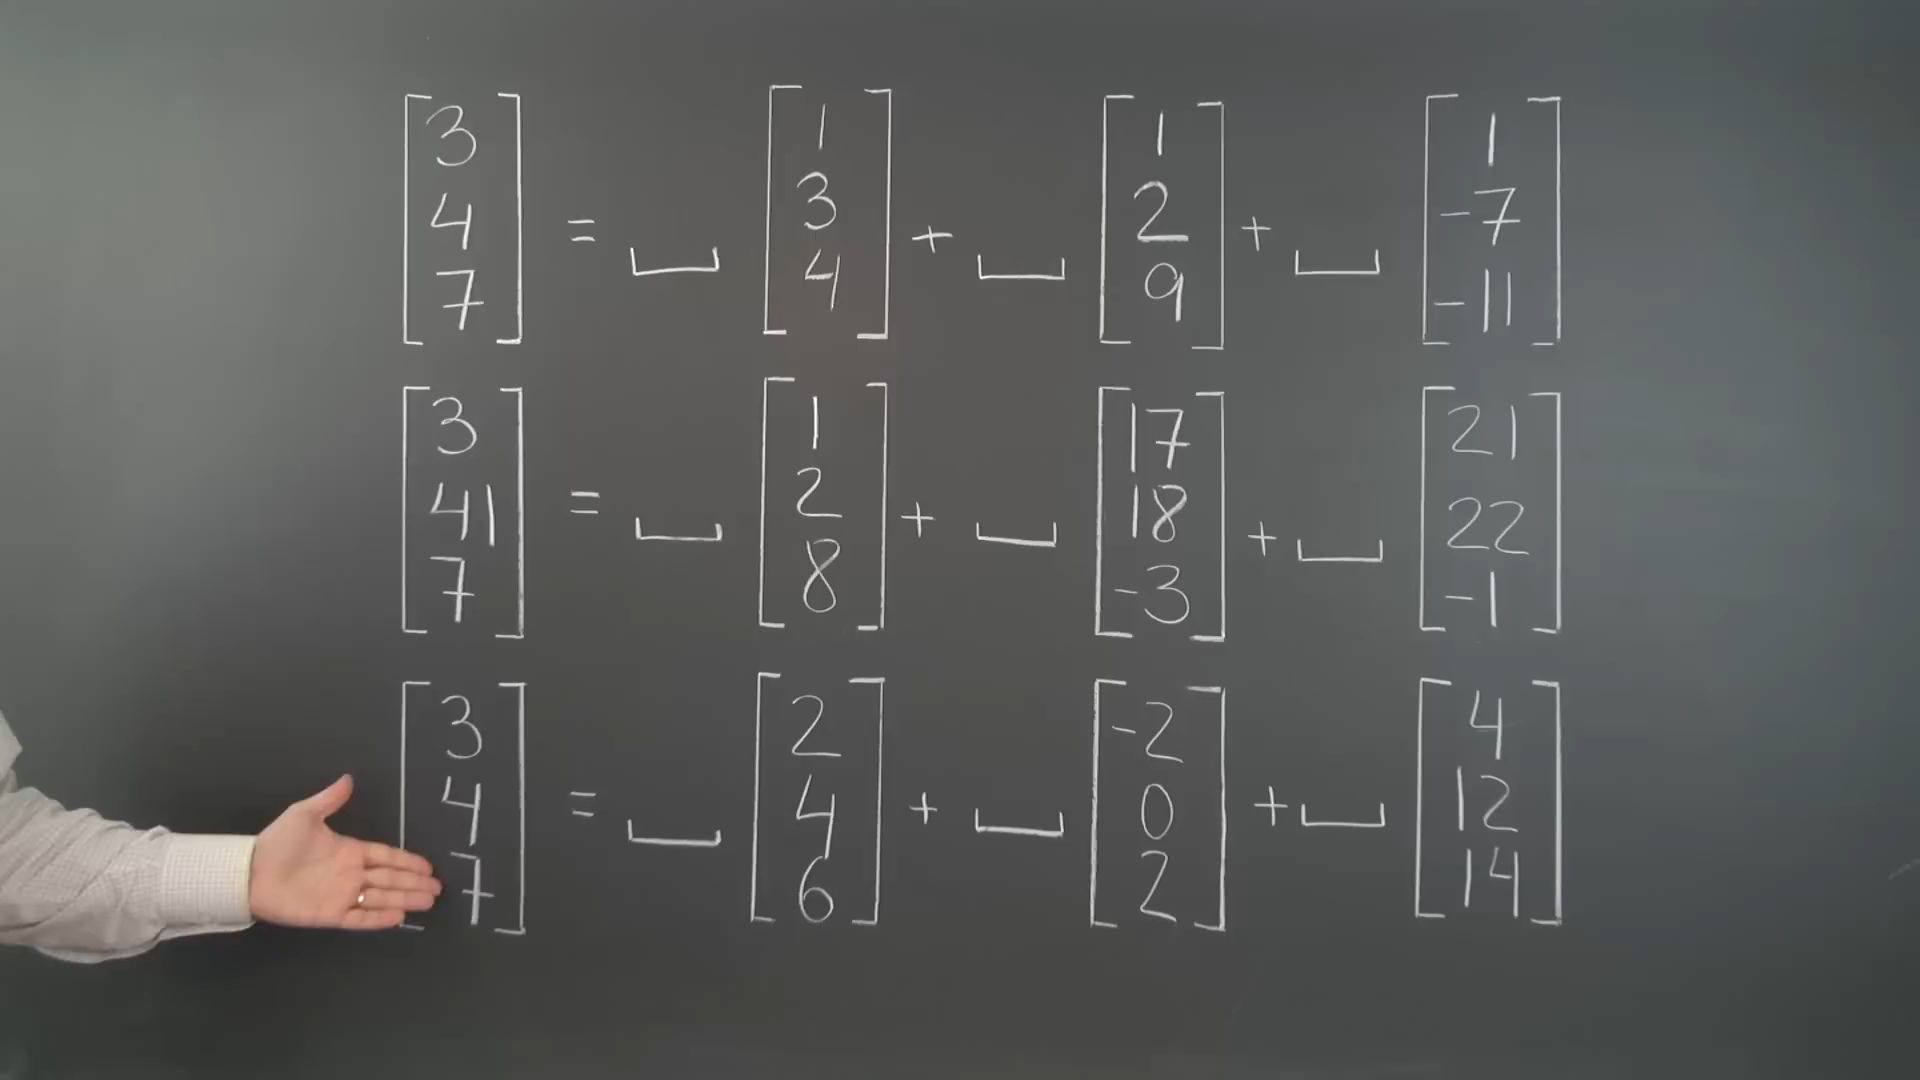 [3 4 7] = ␣ [1 3 4] + ␣ [1 2 9] + ␣ [1 -7 -11]
[3 41 7] = ␣ [1 2 8] + ␣ [17 18 -3] + ␣ [21 22 -1]
[3 4 7] = ␣ [2 4 6] + ␣ [-2 0 2] + ␣ [4 12 14]